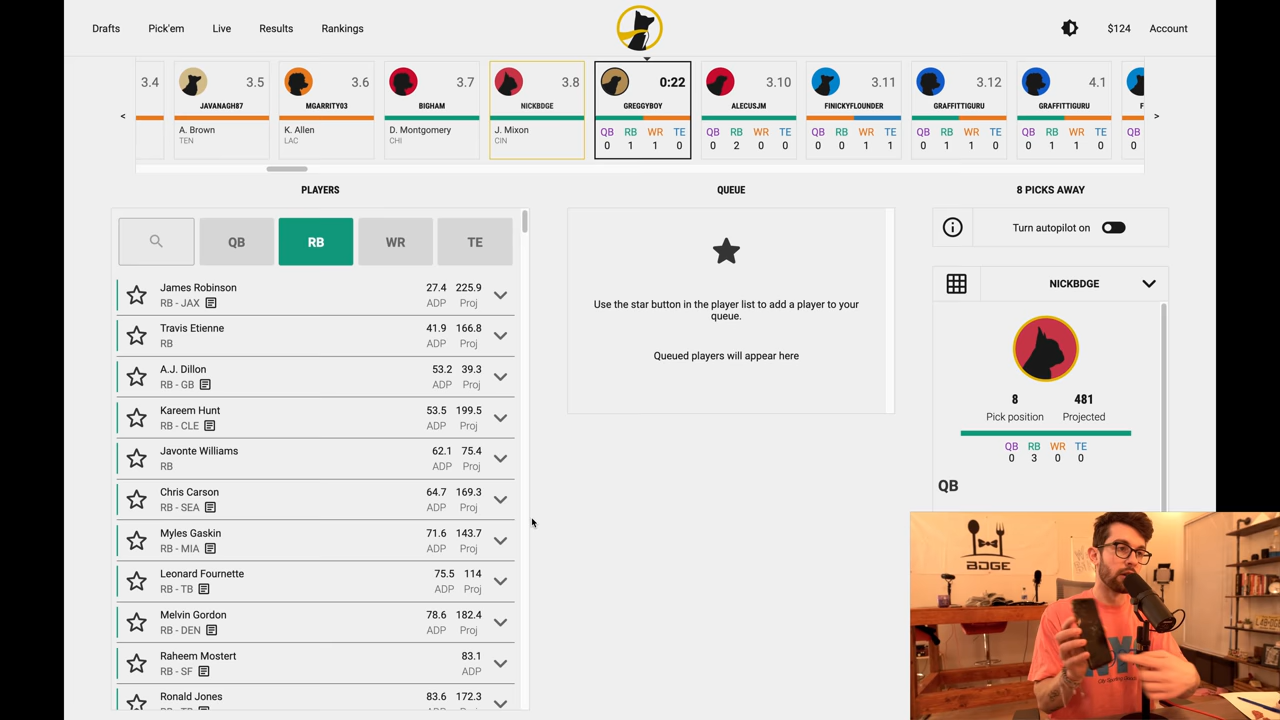 Drafts Pick'em Live Results Rankings $124 Account
3.4 3.5 3.6 3.7 3.8 0:22 3.10 3.11 3.12 4.1
JAVANAGH87 MGARRITY03 BIGHAM NICKBDGE GREGGYBOY ALECUSJM FINICKYFLOUNDER GRAFFITIGURU GRAFFITIGURU
A. Brown K. Allen D. Montgomery J. Mixon QB RB WR TE QB RB WR TE QB RB WR TE QB RB WR TE QB RB WR TE QB
TEN LAC CHI CIN 0 1 1 0 0 2 0 0 0 0 1 1 0 1 1 0 0 1 1 0 0
< >
PLAYERS QUEUE 8 PICKS AWAY
QB RB WR TE
Turn autopilot on
James Robinson 27.4 225.9
RB - JAX ADP Proj
Travis Etienne 41.9 166.8
RB ADP Proj
A.J. Dillon 53.2 39.3
RB - GB ADP Proj
Kareem Hunt 53.5 199.5
RB - CLE ADP Proj
Javonte Williams 62.1 75.4
RB ADP Proj
Chris Carson 64.7 169.3
RB - SEA ADP Proj
Myles Gaskin 71.6 143.7
RB - MIA ADP Proj
Leonard Fournette 75.5 114
RB - TB ADP Proj
Melvin Gordon 78.6 182.4
RB - DEN ADP Proj
Raheem Mostert 83.1
RB - SF ADP
Ronald Jones 83.6 172.3
Use the star button in the player list to add a player to your
queue.
Queued players will appear here
NICKBDGE
8 481
Pick position Projected
QB RB WR TE
0 3 0 0
QB
BDGE